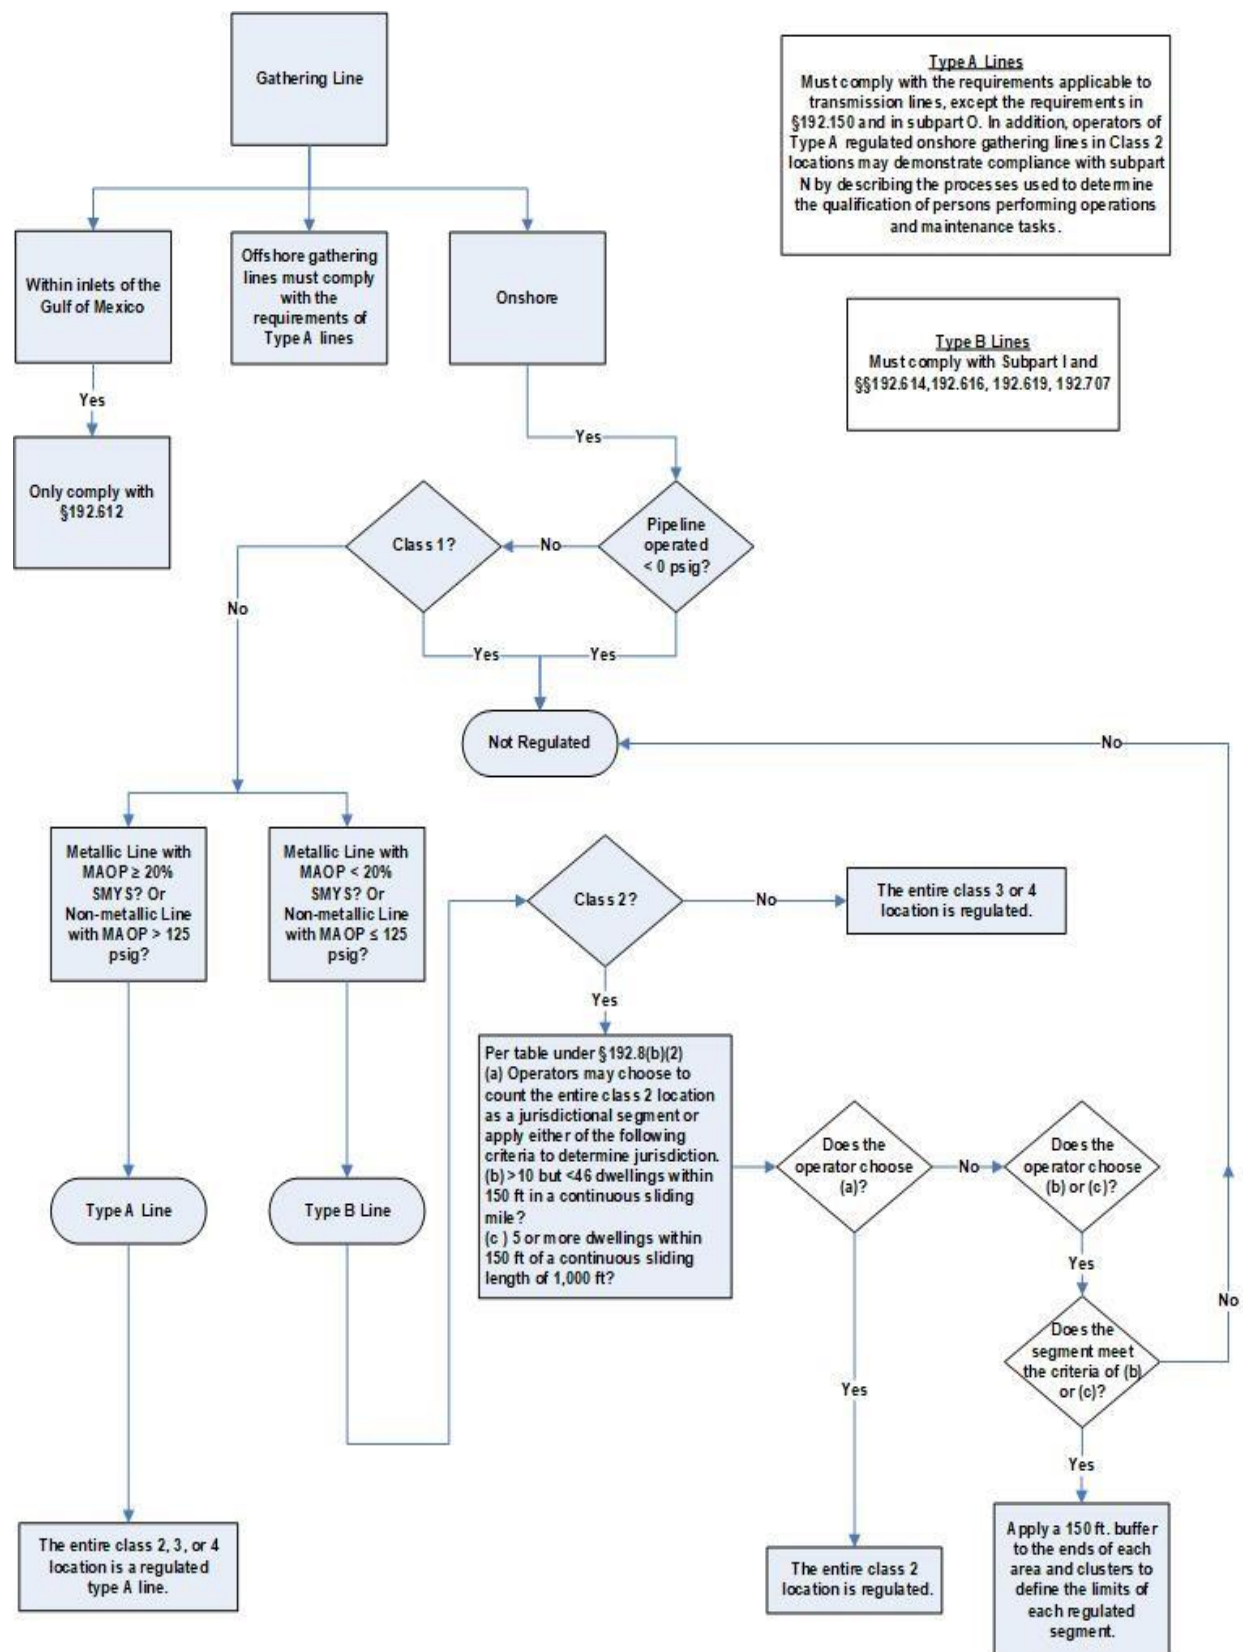 Gathering Line
Type A Lines
Must comply with the requirements applicable to
transmission lines, except the requirements in
§192.150 and in subpart O. In addition, operators of
Type A regulated onshore gathering lines in Class 2
locations may demonstrate compliance with subpart
N by describing the processes used to determine
the qualification of persons performing operations
and maintenance tasks.
Within inlets of the
Gulf of Mexico
Offshore gathering
lines must comply
with the
requirements of
Type A lines
Onshore
Type B Lines
Must comply with Subpart I and
§§192.614,192.616, 192.619, 192.707
Yes
Only comply with
§192.612
Yes
Pipeline
operated
< 0 psig?
No
Class 1?
No
Yes
Yes
Not Regulated
No
Metallic Line with
MAOP ≥ 20%
SMYS? Or
Non-metallic Line
with MAOP > 125
psig?
Metallic Line with
MAOP < 20%
SMYS? Or
Non-metallic Line
with MAOP ≤ 125
psig?
Class 2?
No
The entire class 3 or 4
location is regulated.
Yes
Per table under §192.8(b)(2)
(a) Operators may choose to
count the entire class 2 location
as a jurisdictional segment or
apply either of the following
criteria to determine jurisdiction.
(b) >10 but <46 dwellings within
150 ft in a continuous sliding
mile?
(c ) 5 or more dwellings within
150 ft of a continuous sliding
length of 1,000 ft?
Type A Line
Type B Line
Does the
operator choose
(a)?
No
Does the
operator choose
(b) or (c)?
Yes
No
Does the
segment meet
the criteria of (b)
or (c)?
Yes
Yes
The entire class 2, 3, or 4
location is a regulated
type A line.
The entire class 2
location is regulated.
Apply a 150 ft. buffer
to the ends of each
area and clusters to
define the limits of
each regulated
segment.